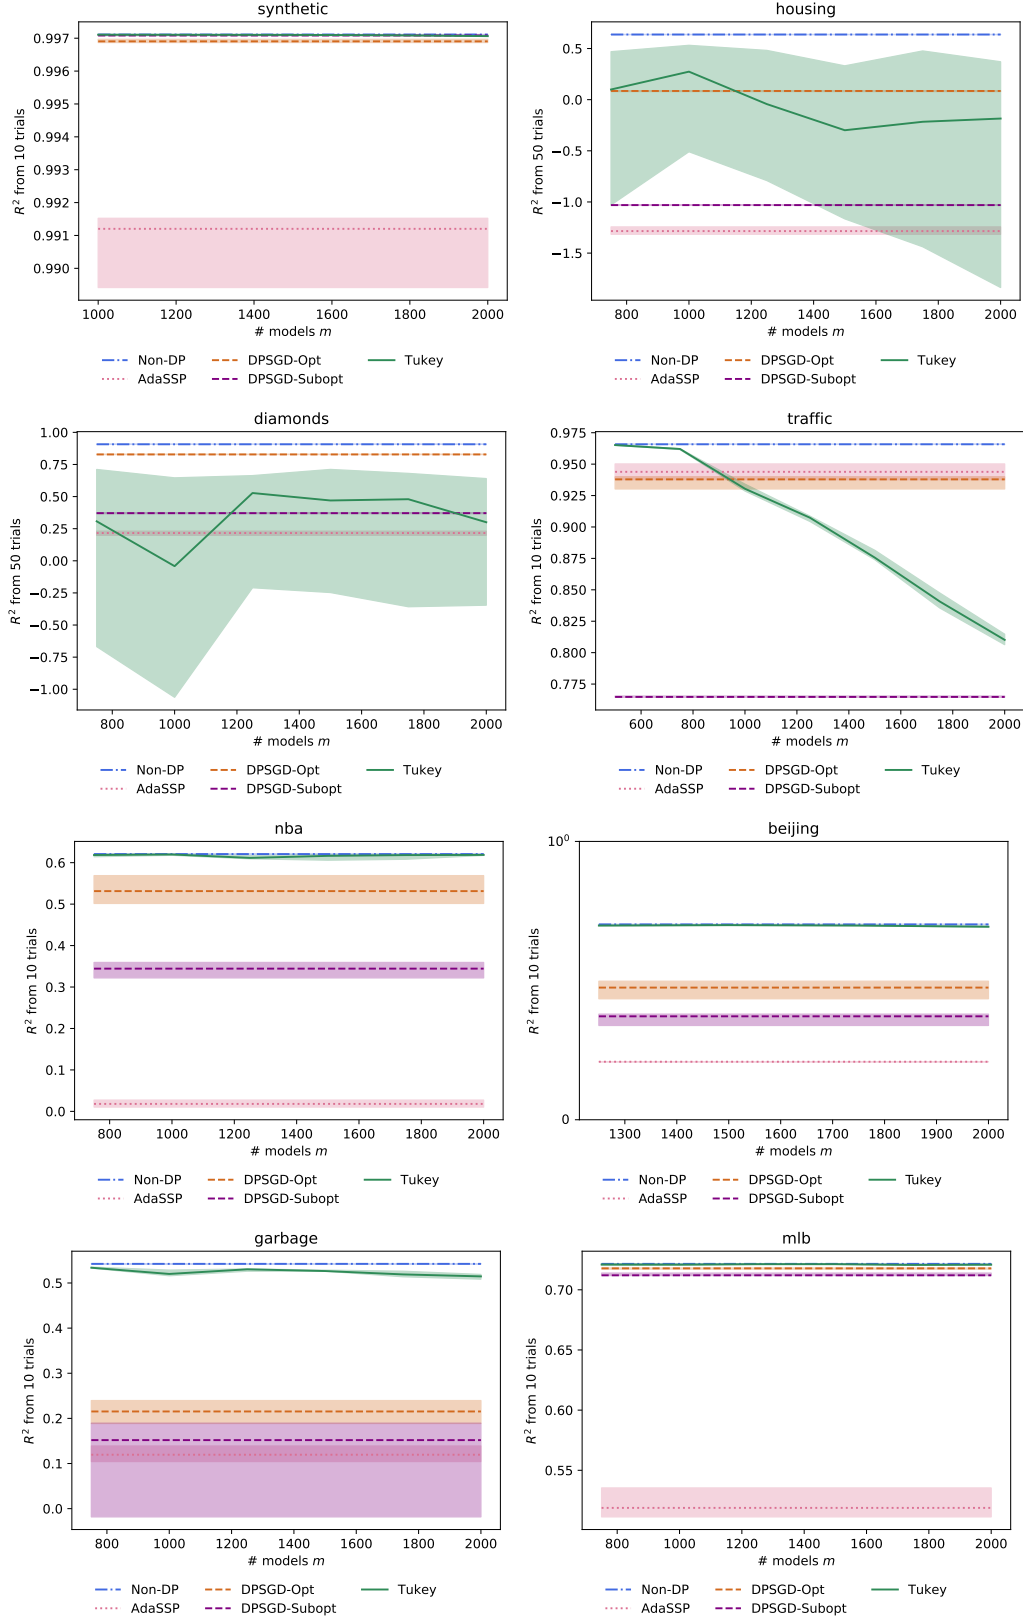 synthetic
R² from 10 trials
0.997
0.996
0.995
0.994
0.993
0.992
0.991
0.990
1000 1200 1400 1600 1800 2000
# models m
Non-DP DPSGD-Opt Tukey
AdaSSP DPSGD-Subopt
housing
R² from 50 trials
0.5
0.0
−0.5
−1.0
−1.5
800 1000 1200 1400 1600 1800 2000
# models m
Non-DP DPSGD-Opt Tukey
AdaSSP DPSGD-Subopt
diamonds
R² from 50 trials
1.00
0.75
0.50
0.25
0.00
−0.25
−0.50
−0.75
−1.00
800 1000 1200 1400 1600 1800 2000
# models m
Non-DP DPSGD-Opt Tukey
AdaSSP DPSGD-Subopt
traffic
R² from 10 trials
0.975
0.950
0.925
0.900
0.875
0.850
0.825
0.800
0.775
600 800 1000 1200 1400 1600 1800 2000
# models m
Non-DP DPSGD-Opt Tukey
AdaSSP DPSGD-Subopt
nba
R² from 10 trials
0.6
0.5
0.4
0.3
0.2
0.1
0.0
800 1000 1200 1400 1600 1800 2000
# models m
Non-DP DPSGD-Opt Tukey
AdaSSP DPSGD-Subopt
beijing
R² from 10 trials
10⁰
0
1300 1400 1500 1600 1700 1800 1900 2000
# models m
Non-DP DPSGD-Opt Tukey
AdaSSP DPSGD-Subopt
garbage
R² from 10 trials
0.5
0.4
0.3
0.2
0.1
0.0
800 1000 1200 1400 1600 1800 2000
# models m
Non-DP DPSGD-Opt Tukey
AdaSSP DPSGD-Subopt
mlb
R² from 10 trials
0.70
0.65
0.60
0.55
800 1000 1200 1400 1600 1800 2000
# models m
Non-DP DPSGD-Opt Tukey
AdaSSP DPSGD-Subopt